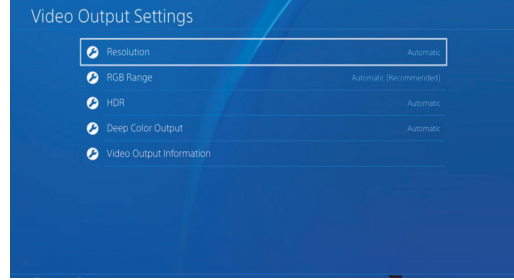 Video Output Settings
Resolution Automatic
RGB Range Automatic (Recommended)
HDR Automatic
Deep Color Output Automatic
Video Output Information